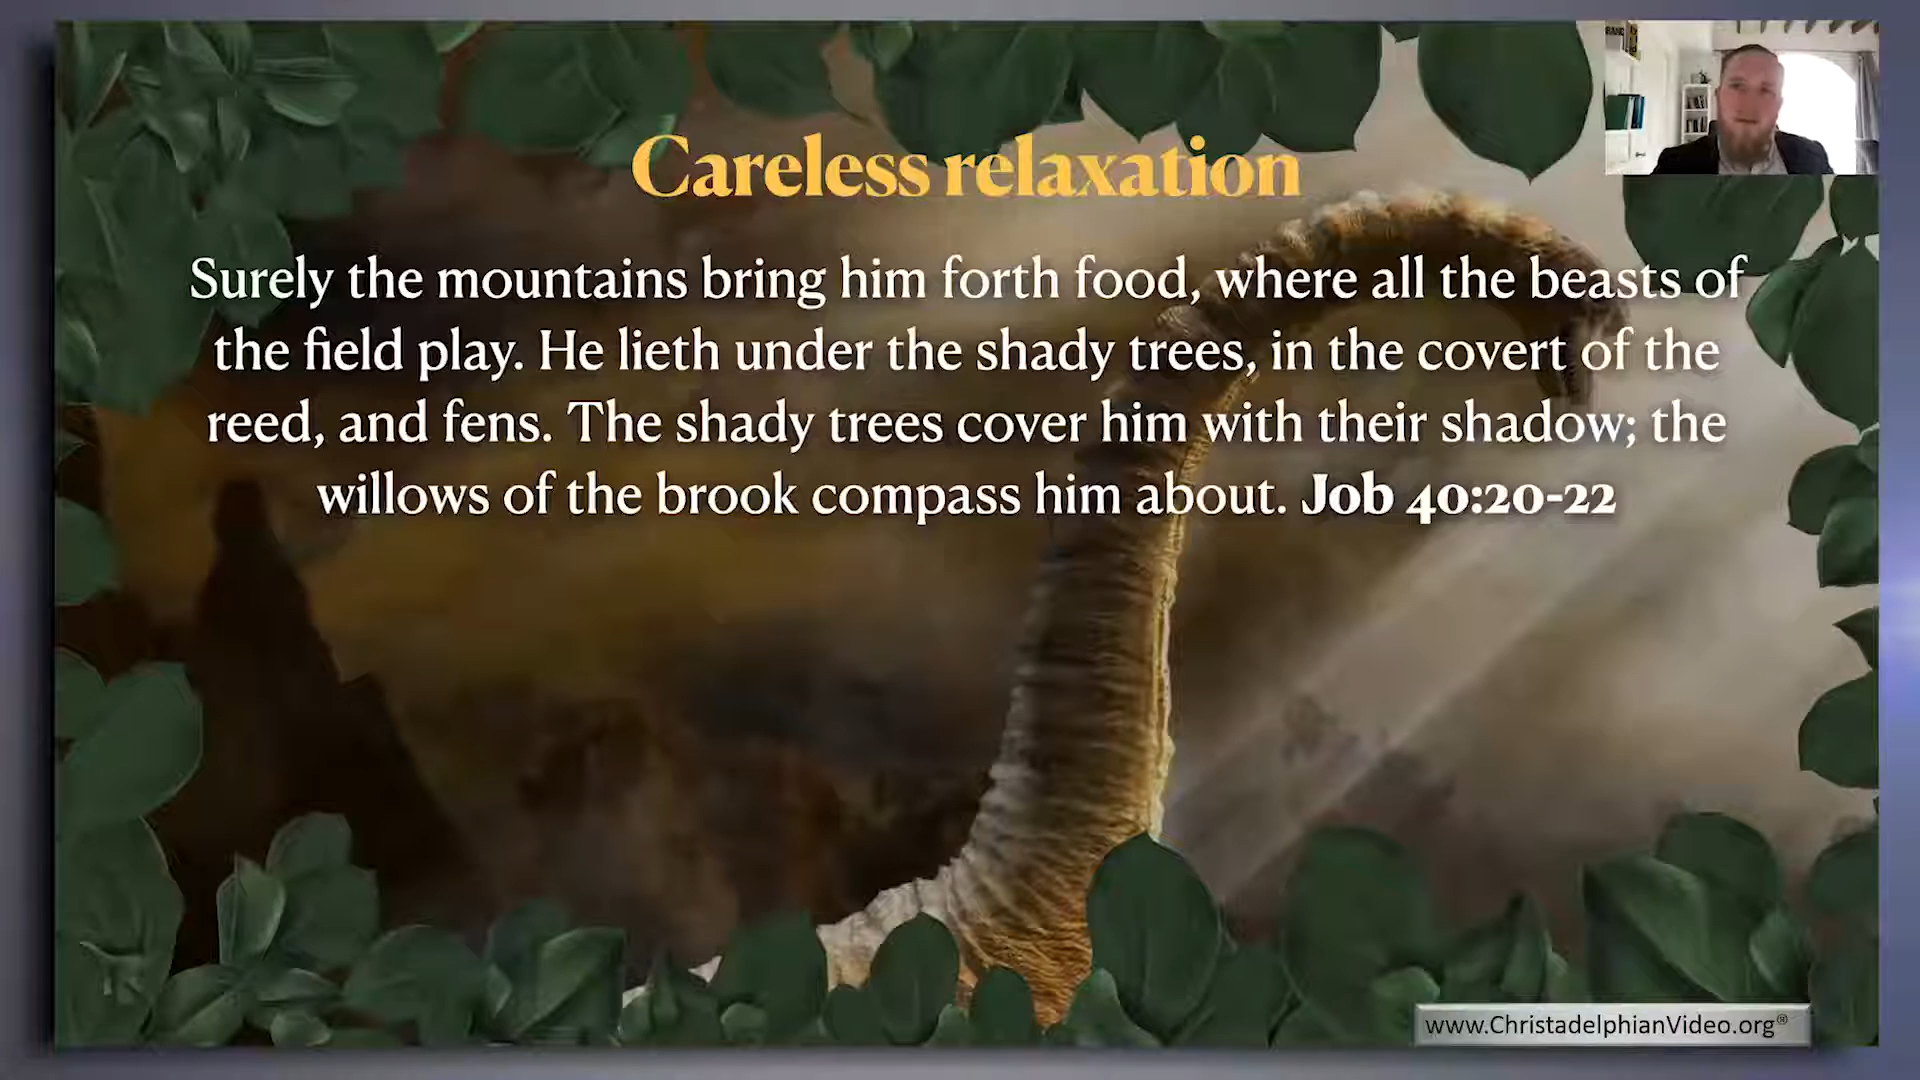 Careless relaxation
Surely the mountains bring him forth food, where all the beasts of
the field play. He lieth under the shady trees, in the covert of the
reed, and fens. The shady trees cover him with their shadow; the
willows of the brook compass him about. Job 40:20-22
www.ChristadelphianVideo.org®